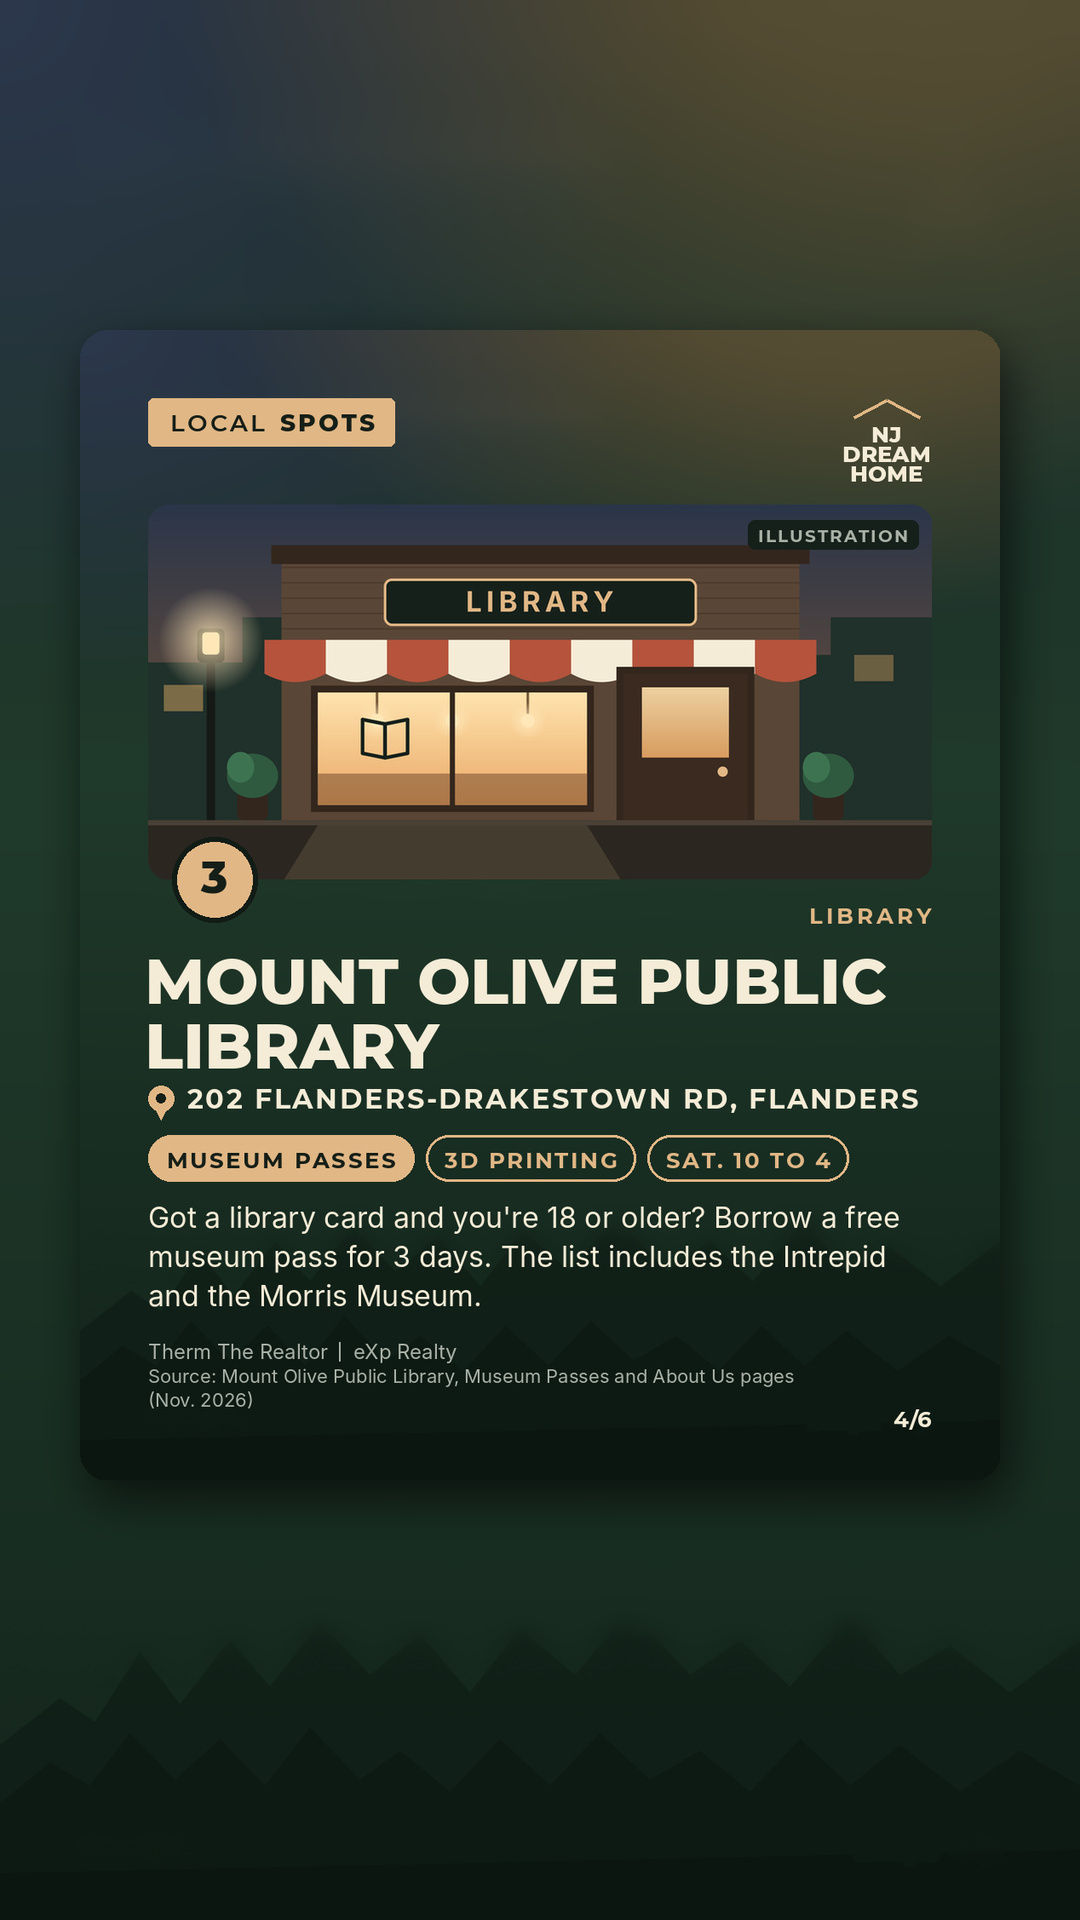 LOCAL SPOTS
NJ
DREAM
HOME
ILLUSTRATION
LIBRARY
3
LIBRARY
MOUNT OLIVE PUBLIC
LIBRARY
202 FLANDERS-DRAKESTOWN RD, FLANDERS
MUSEUM PASSES
3D PRINTING
SAT. 10 TO 4
Got a library card and you're 18 or older? Borrow a free
museum pass for 3 days. The list includes the Intrepid
and the Morris Museum.
Therm The Realtor | eXp Realty
Source: Mount Olive Public Library, Museum Passes and About Us pages
(Nov. 2026)
4/6